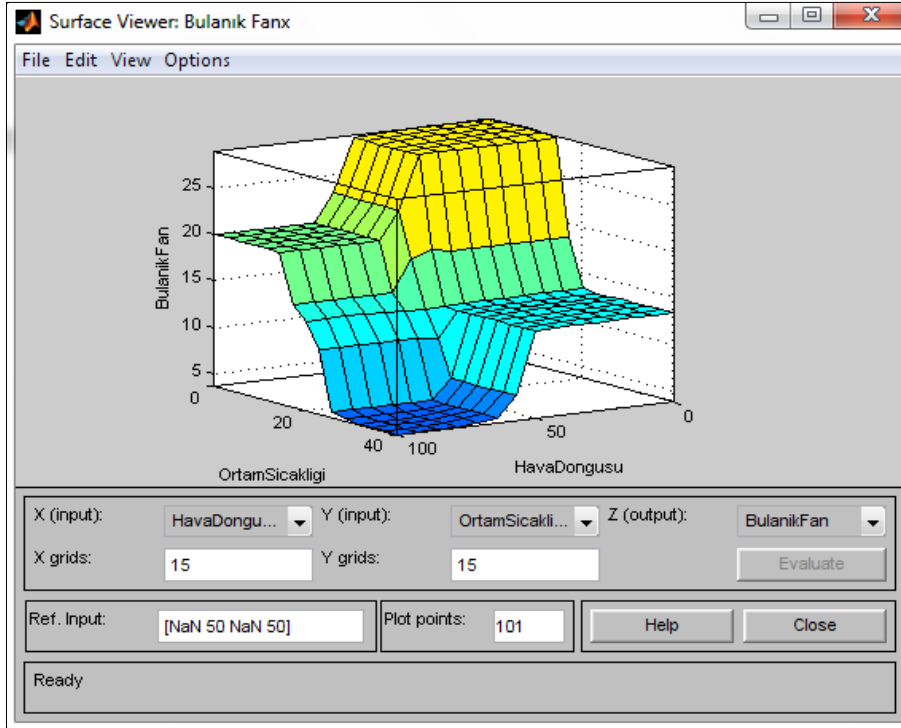 Surface Viewer: Bulanık Fanx
File Edit View Options
25
20
15
10
5
0
20
40
100
50
0
BulanikFan
OrtamSicakligi
HavaDongusu
X (input): HavaDongu... Y (input): OrtamSicakli... Z (output): BulanikFan
X grids: 15 Y grids: 15 Evaluate
Ref. Input: [NaN 50 NaN 50] Plot points: 101 Help Close
Ready